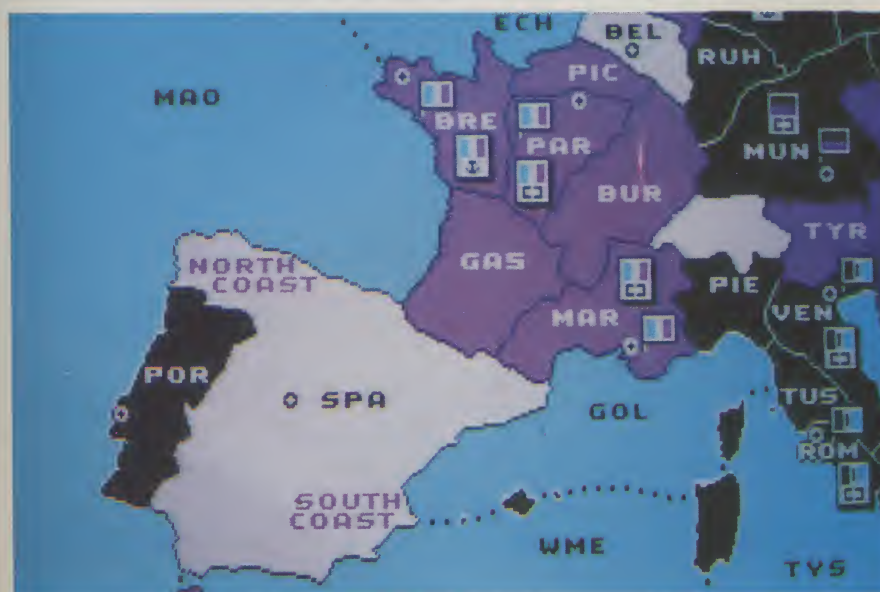 ECH
BEL
RUH
MAO
PIC
BRE
PAR
MUN
BUR
TYR
NORTH
COAST
GAS
PIE
MAR
VEN
POR
SPA
GOL
TUS
ROM
SOUTH
COAST
WME
TYS